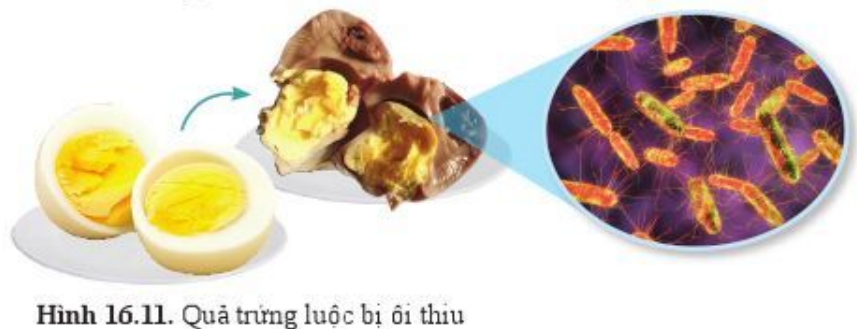 Hình 16.11. Quả trứng luộc bị ôi thiu